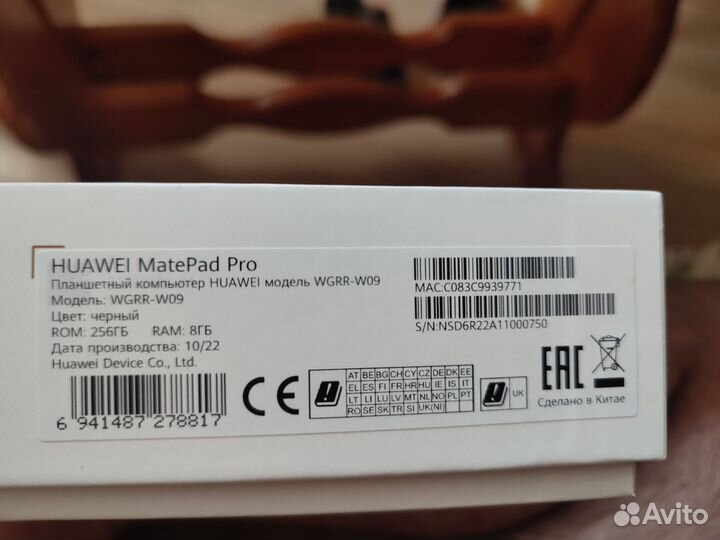 HUAWEI MatePad Pro
Планшетный компьютер HUAWEI модель WGRR-W09
Модель: WGRR-W09
Цвет: черный
ROM: 256ГБ RAM: 8ГБ
Дата производства: 10/22
Huawei Device Co., Ltd.
6 941487 278817
MAC:C083C9939771
S/N:NSD6R22A11000750
CE
AT BE BG CH CY CZ DE DK EE
EL ES FI FR HR HU IE IS IT
LT LI LU LV MT NL NO PL PT
RO SE SK TR SI UK(NI)
UK
EAC
Сделано в Китае
Avito